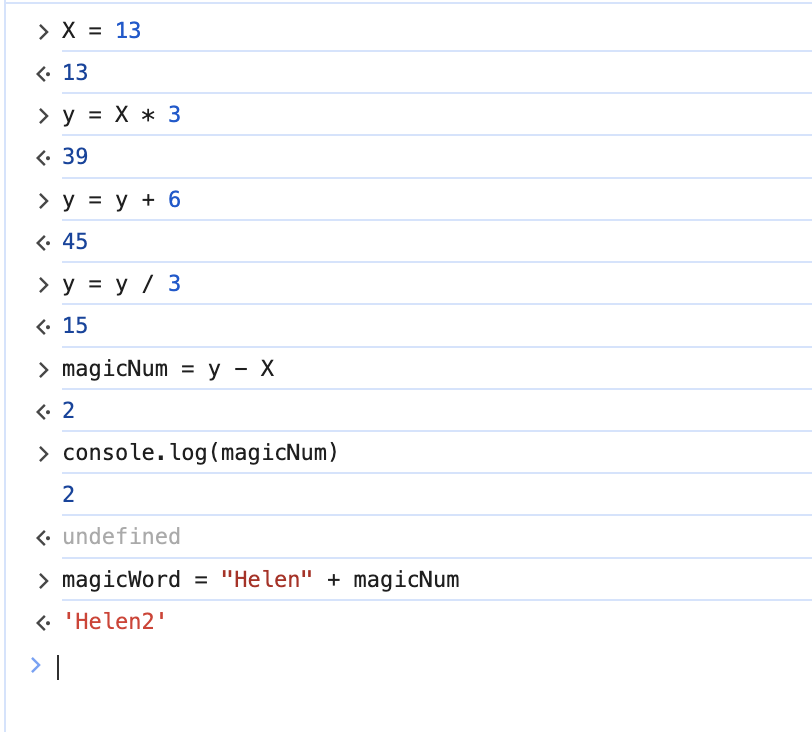 > X = 13
<· 13
> y = X * 3
<· 39
> y = y + 6
<· 45
> y = y / 3
<· 15
> magicNum = y − X
<· 2
> console.log(magicNum)
2
<· undefined
> magicWord = "Helen" + magicNum
<· 'Helen2'
>